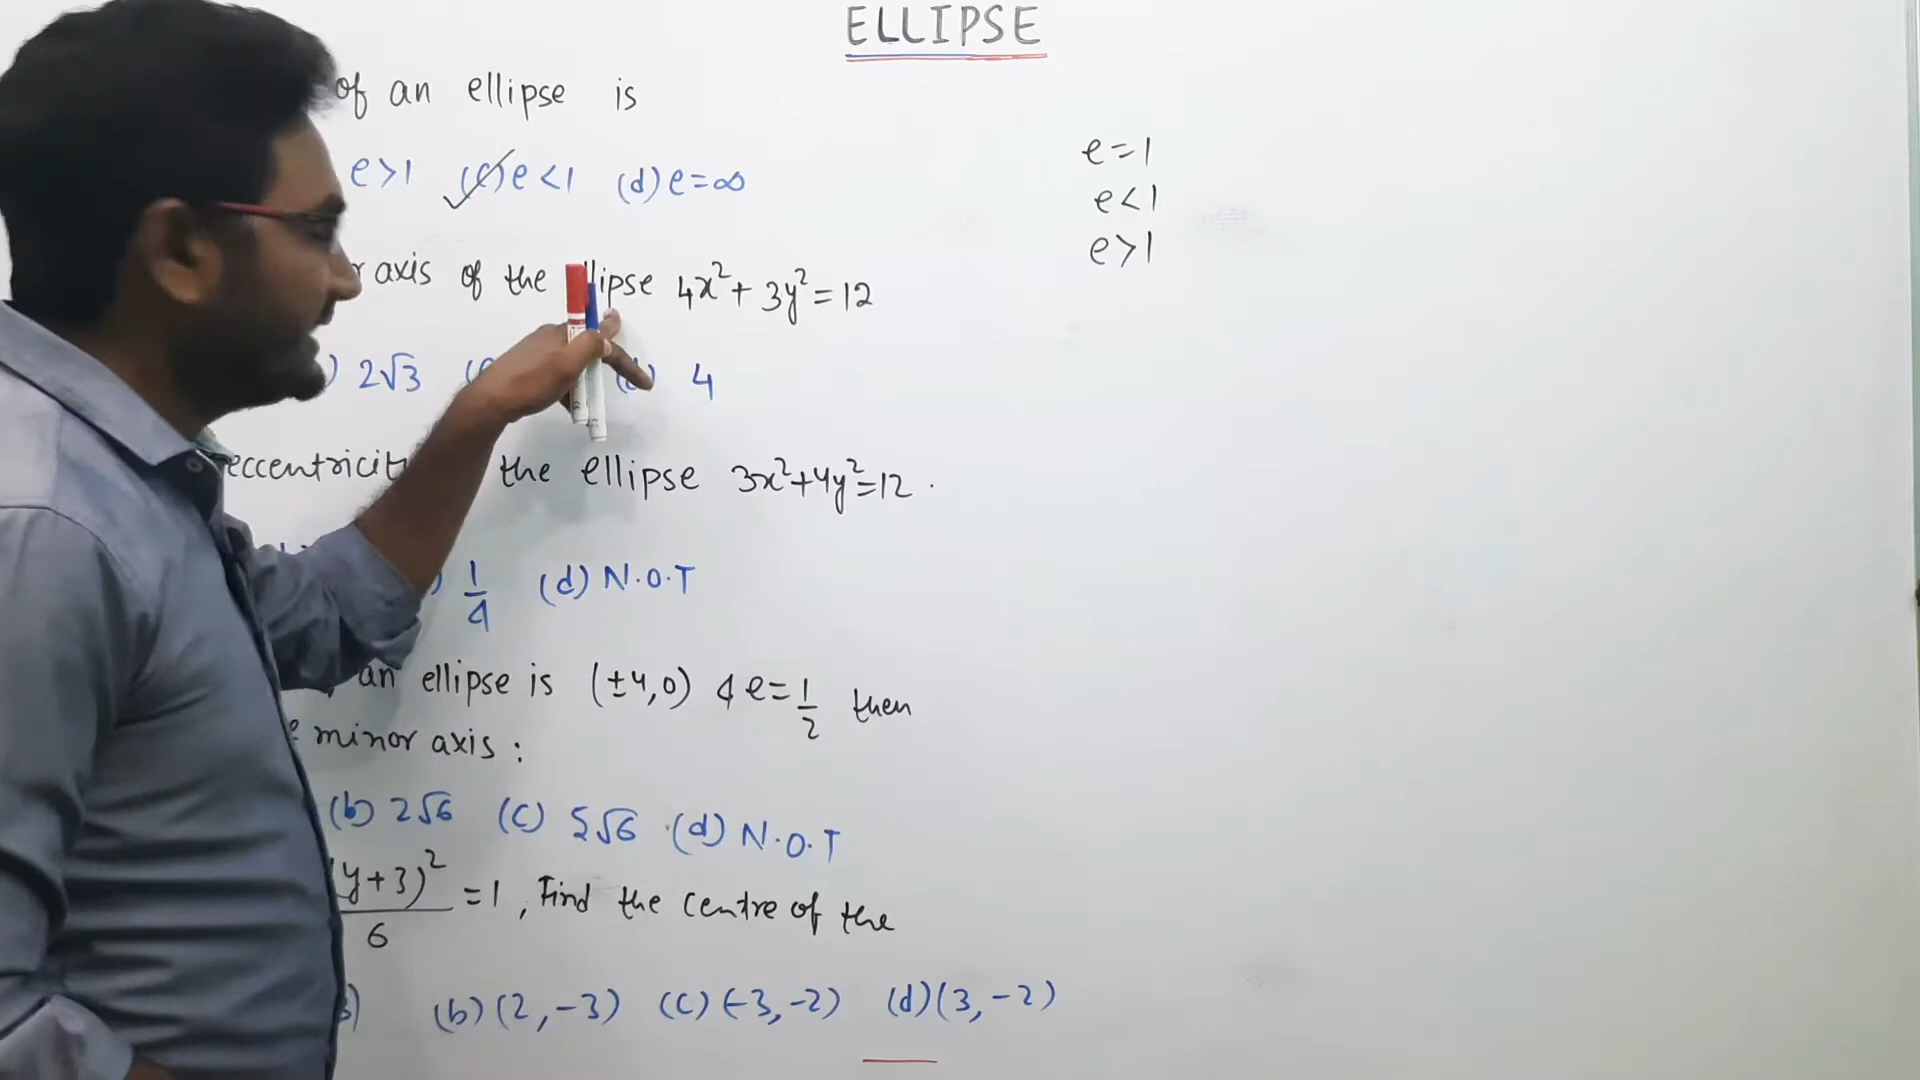 ELLIPSE
of an ellipse is
e>1 (c) e<1 (d) e=∞
e=1
e<1
e>1
axis of the ellipse 4x²+3y²=12
) 2√3 (d) 4
eccentricit the ellipse 3x²+4y²=12.
) 1/4 (d) N.O.T
an ellipse is (±4,0) & e=1/2 then
minor axis:
(b) 2√6 (c) 5√6 (d) N.O.T
(y+3)²/6 =1, Find the centre of the
3) (b)(2,-3) (c)(-3,-2) (d)(3,-2)